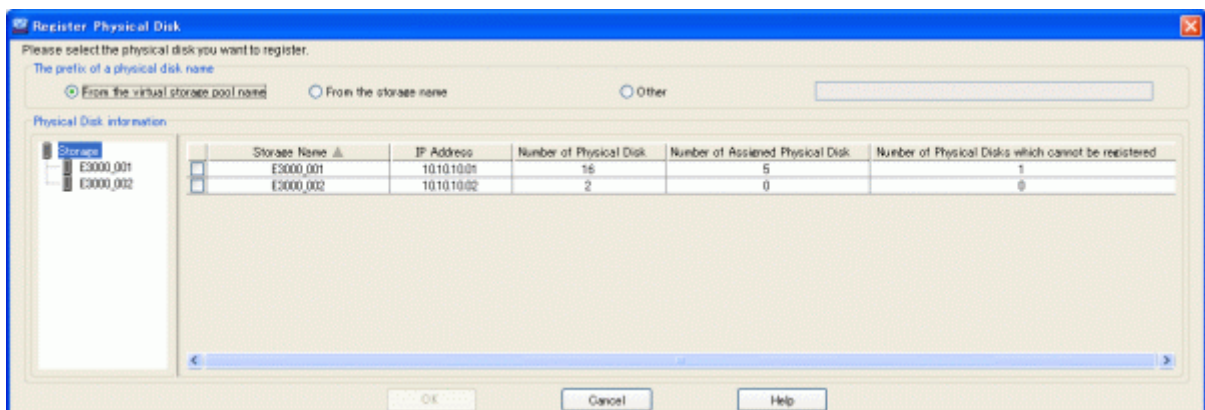 Register Physical Disk
Please select the physical disk you want to register.
The prefix of a physical disk name
From the virtual storage pool name From the storage name Other
Physical Disk information
Storage
E3000_001
E3000_002
Storage Name IP Address Number of Physical Disk Number of Assigned Physical Disk Number of Physical Disks which cannot be registered
E3000_001 10.10.10.01 16 5 1
E3000_002 10.10.10.02 2 0 0
OK Cancel Help